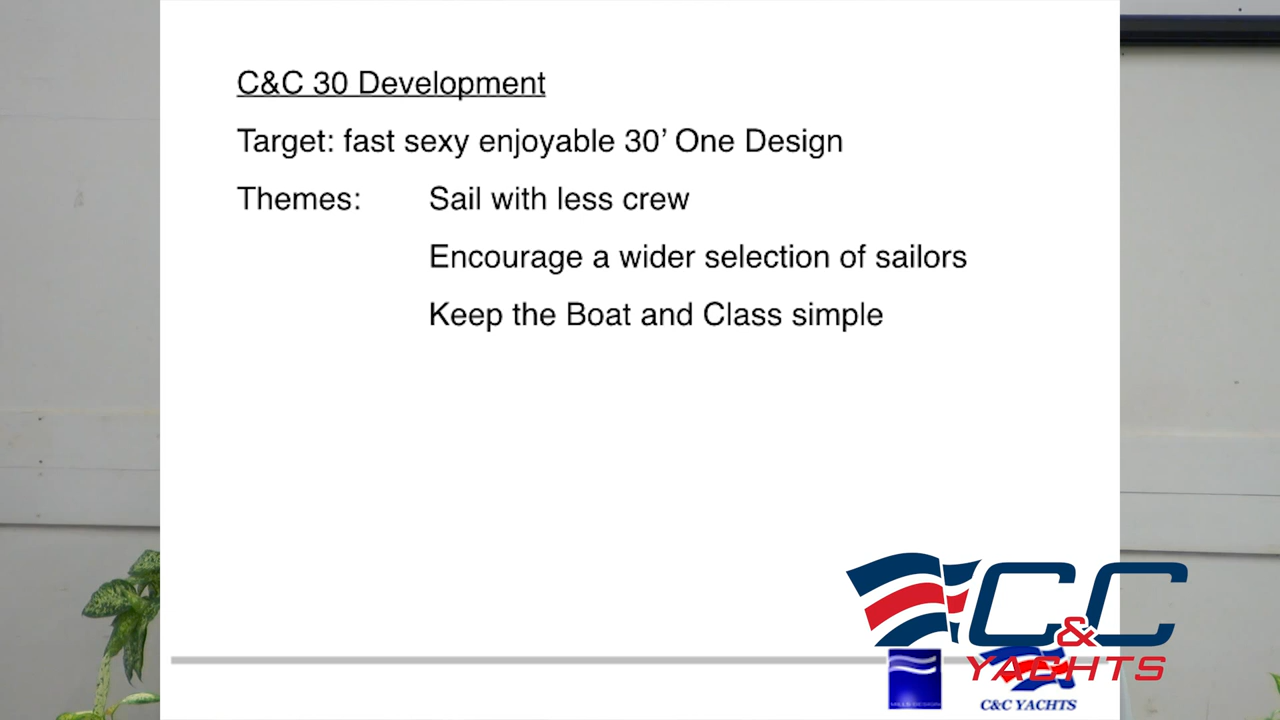 C&C 30 Development
Target: fast sexy enjoyable 30’ One Design
Themes: Sail with less crew
Encourage a wider selection of sailors
Keep the Boat and Class simple
C&C
YACHTS
C&C YACHTS